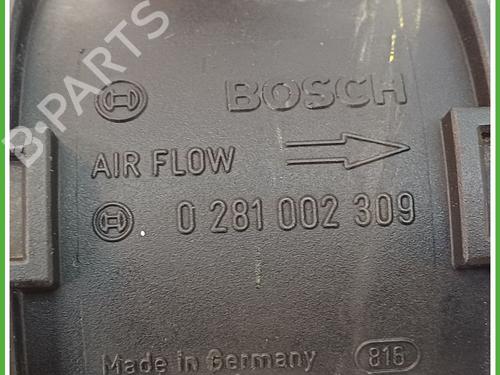 BOSCH
AIR FLOW
0 281 002 309
Made in Germany 816
B-PARTS